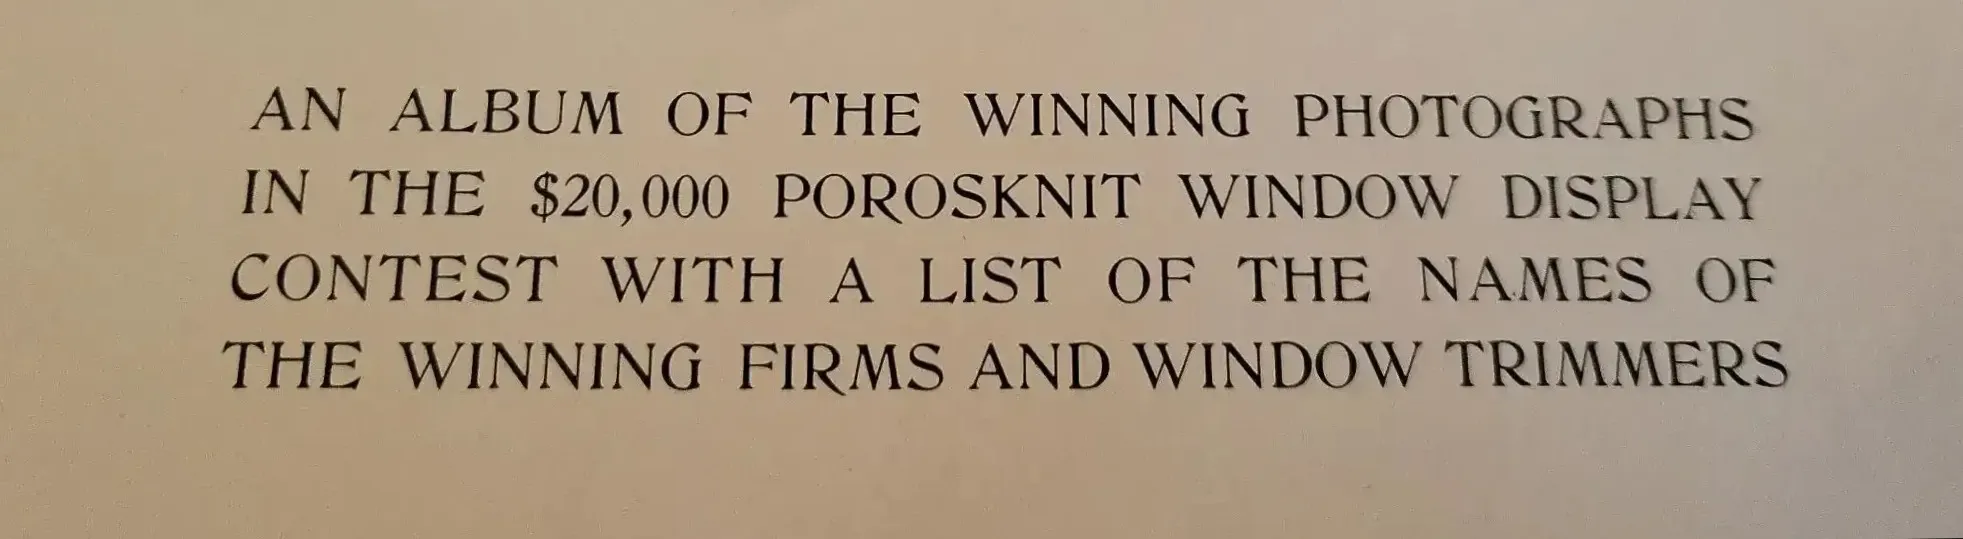 AN ALBUM OF THE WINNING PHOTOGRAPHS
IN THE $20,000 POROSKNIT WINDOW DISPLAY
CONTEST WITH A LIST OF THE NAMES OF
THE WINNING FIRMS AND WINDOW TRIMMERS